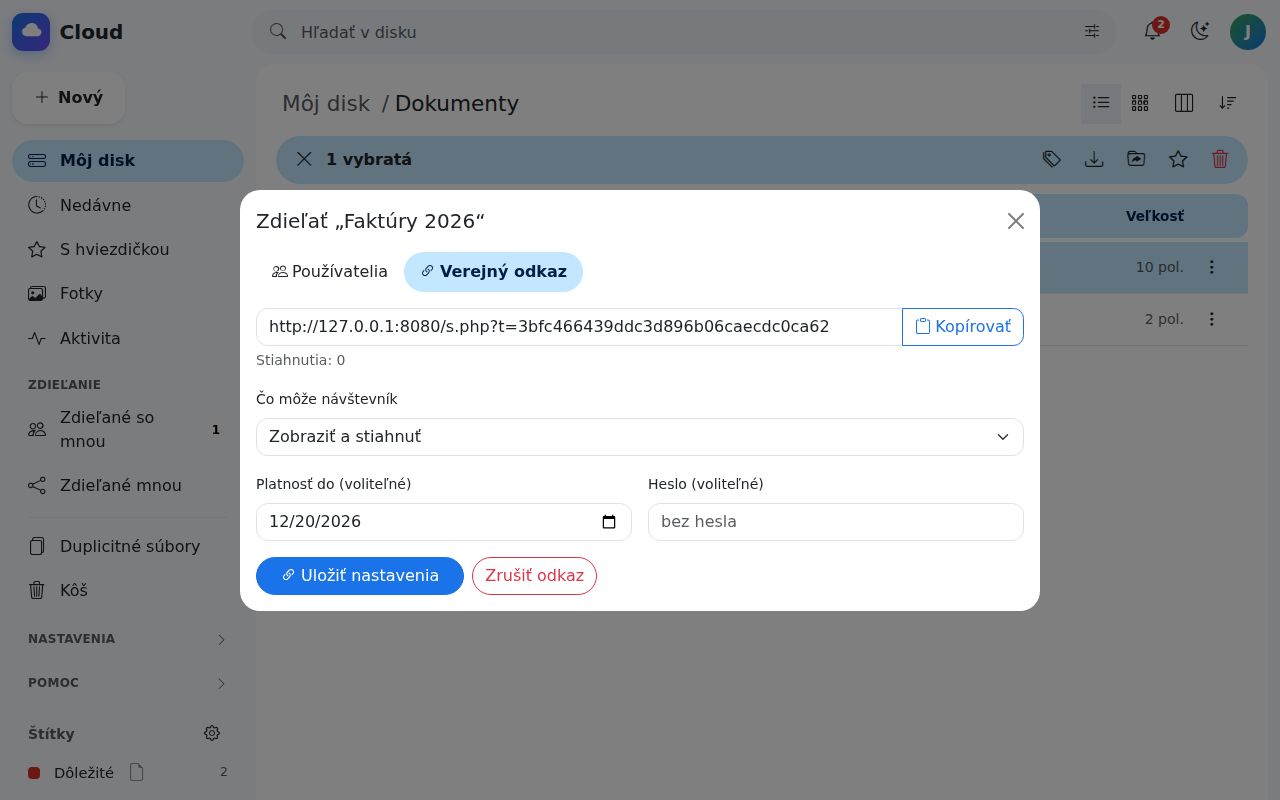 Cloud
Hľadať v disku
2
J
Nový
Môj disk / Dokumenty
Môj disk
1 vybratá
Nedávne
Zdieľať „Faktúry 2026“
Veľkosť
S hviezdičkou
Používatelia
Verejný odkaz
10 pol.
Fotky
http://127.0.0.1:8080/s.php?t=3bfc466439ddc3d896b06caecdc0ca62
Kopírovať
2 pol.
Aktivita
Stiahnutia: 0
ZDIEĽANIE
Čo môže návštevník
Zdieľané so
mnou
1
Zobraziť a stiahnuť
Zdieľané mnou
Platnosť do (voliteľné)
Heslo (voliteľné)
12/20/2026
bez hesla
Duplicitné súbory
Uložiť nastavenia
Zrušiť odkaz
Kôš
NASTAVENIA
POMOC
Štítky
Dôležité
2